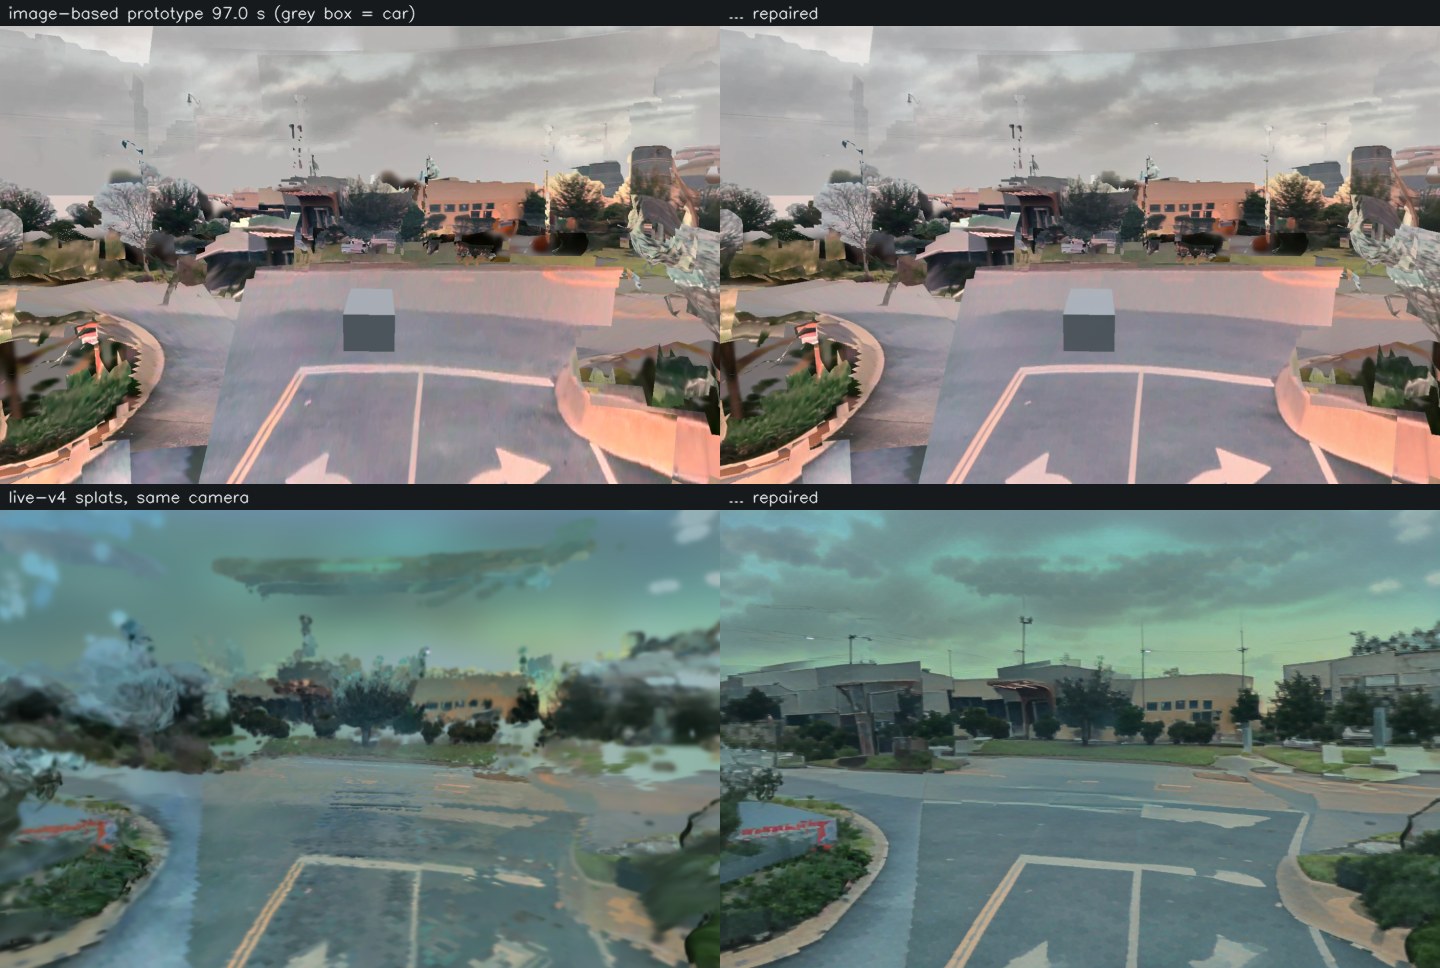 image-based prototype 97.0 s (grey box = car)
... repaired
live-v4 splats, same camera
... repaired